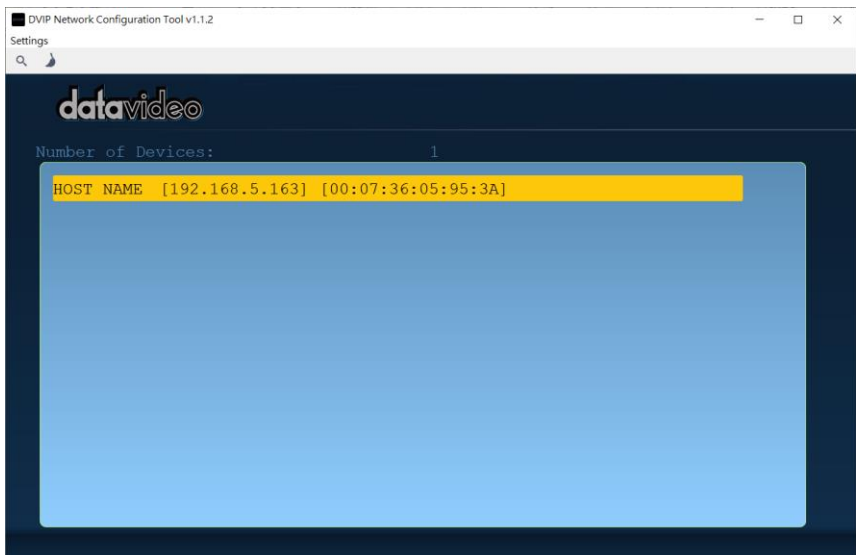 DVIP Network Configuration Tool v1.1.2
Settings
datavideo
Number of Devices: 1
HOST NAME [192.168.5.163] [00:07:36:05:95:3A]